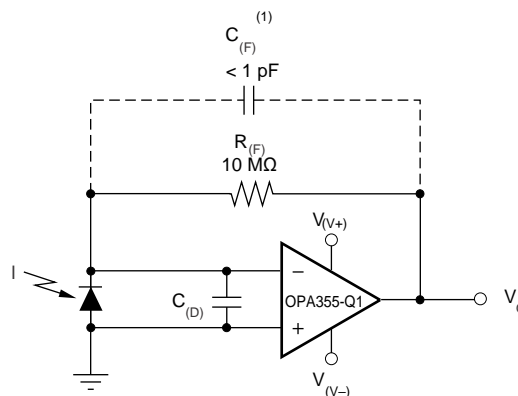 C(F)(1)
< 1 pF
R(F)
10 MΩ
V(V+)
I
−
OPA355-Q1
C(D)
+
V(V−)